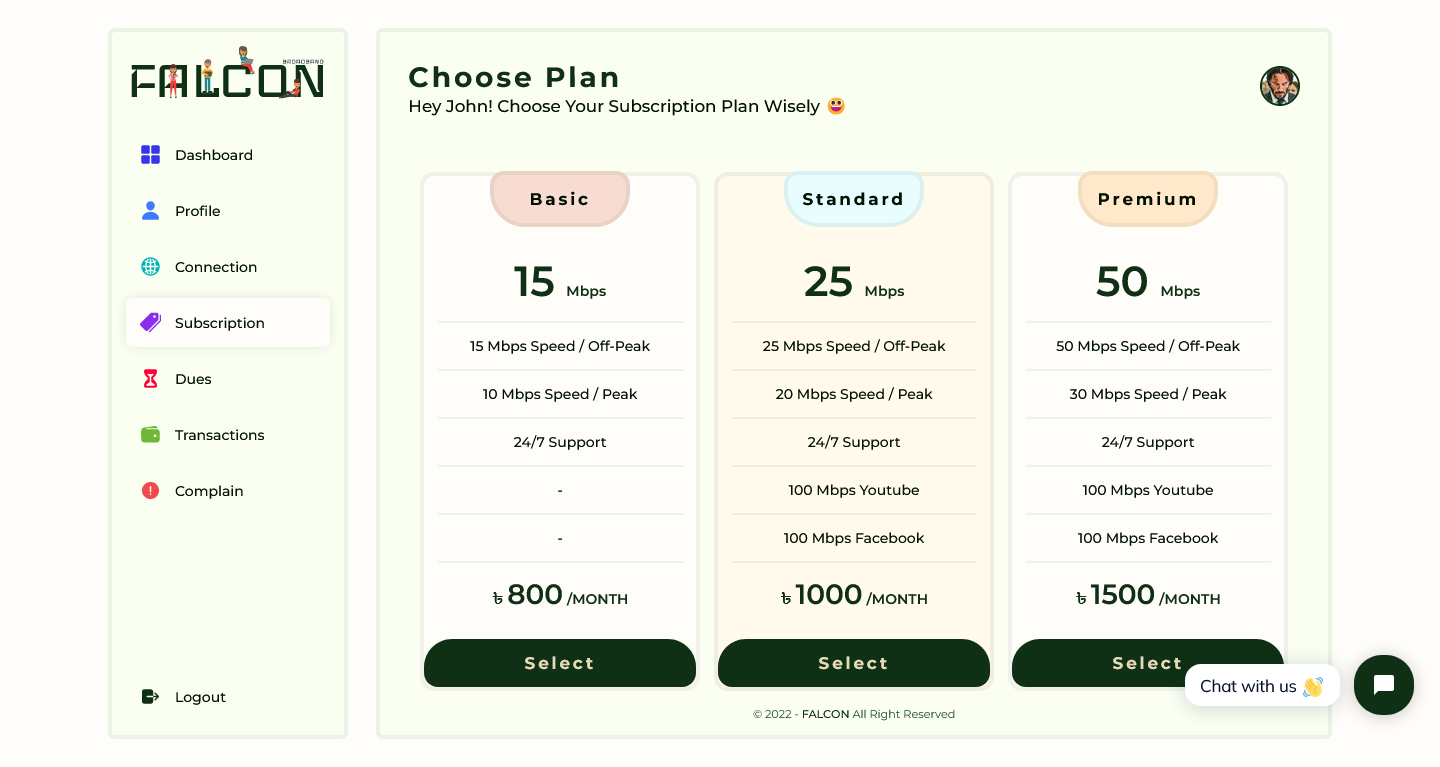 FALCON
BROADBAND
Dashboard
Profile
Connection
Subscription
Dues
Transactions
Complain
Logout
Choose Plan
Hey John! Choose Your Subscription Plan Wisely 😀
Basic
15 Mbps
15 Mbps Speed / Off-Peak
10 Mbps Speed / Peak
24/7 Support
-
-
৳ 800 /MONTH
Select
Standard
25 Mbps
25 Mbps Speed / Off-Peak
20 Mbps Speed / Peak
24/7 Support
100 Mbps Youtube
100 Mbps Facebook
৳ 1000 /MONTH
Select
Premium
50 Mbps
50 Mbps Speed / Off-Peak
30 Mbps Speed / Peak
24/7 Support
100 Mbps Youtube
100 Mbps Facebook
৳ 1500 /MONTH
Select
Chat with us 👋
© 2022 - FALCON All Right Reserved